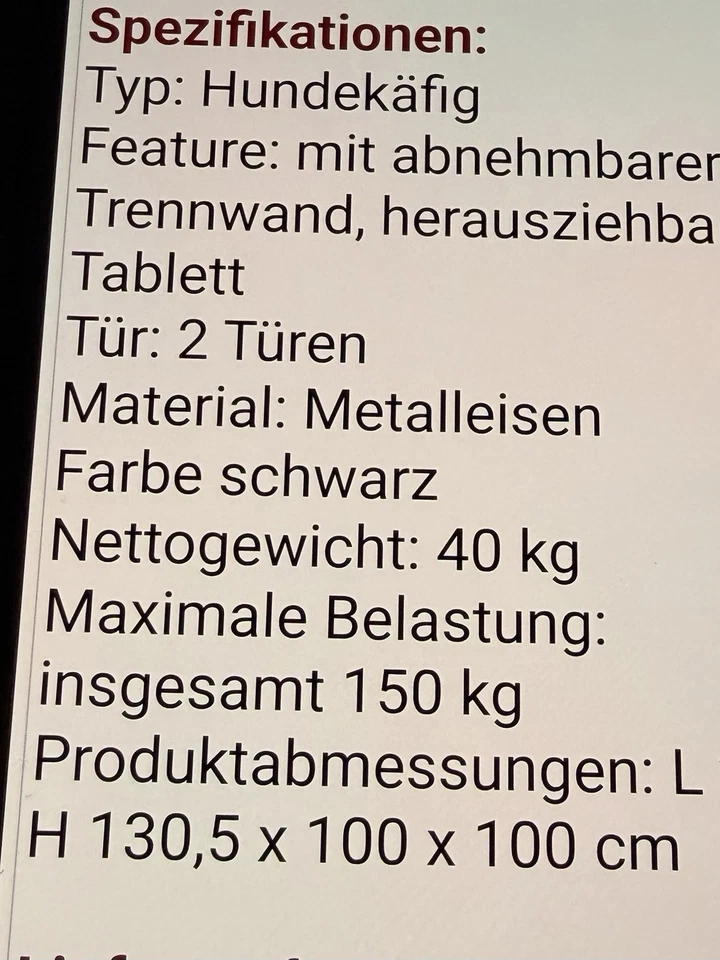 Spezifikationen:
Typ: Hundekäfig
Feature: mit abnehmbarer
Trennwand, herausziehba
Tablett
Tür: 2 Türen
Material: Metalleisen
Farbe schwarz
Nettogewicht: 40 kg
Maximale Belastung:
insgesamt 150 kg
Produktabmessungen: L
H 130,5 x 100 x 100 cm